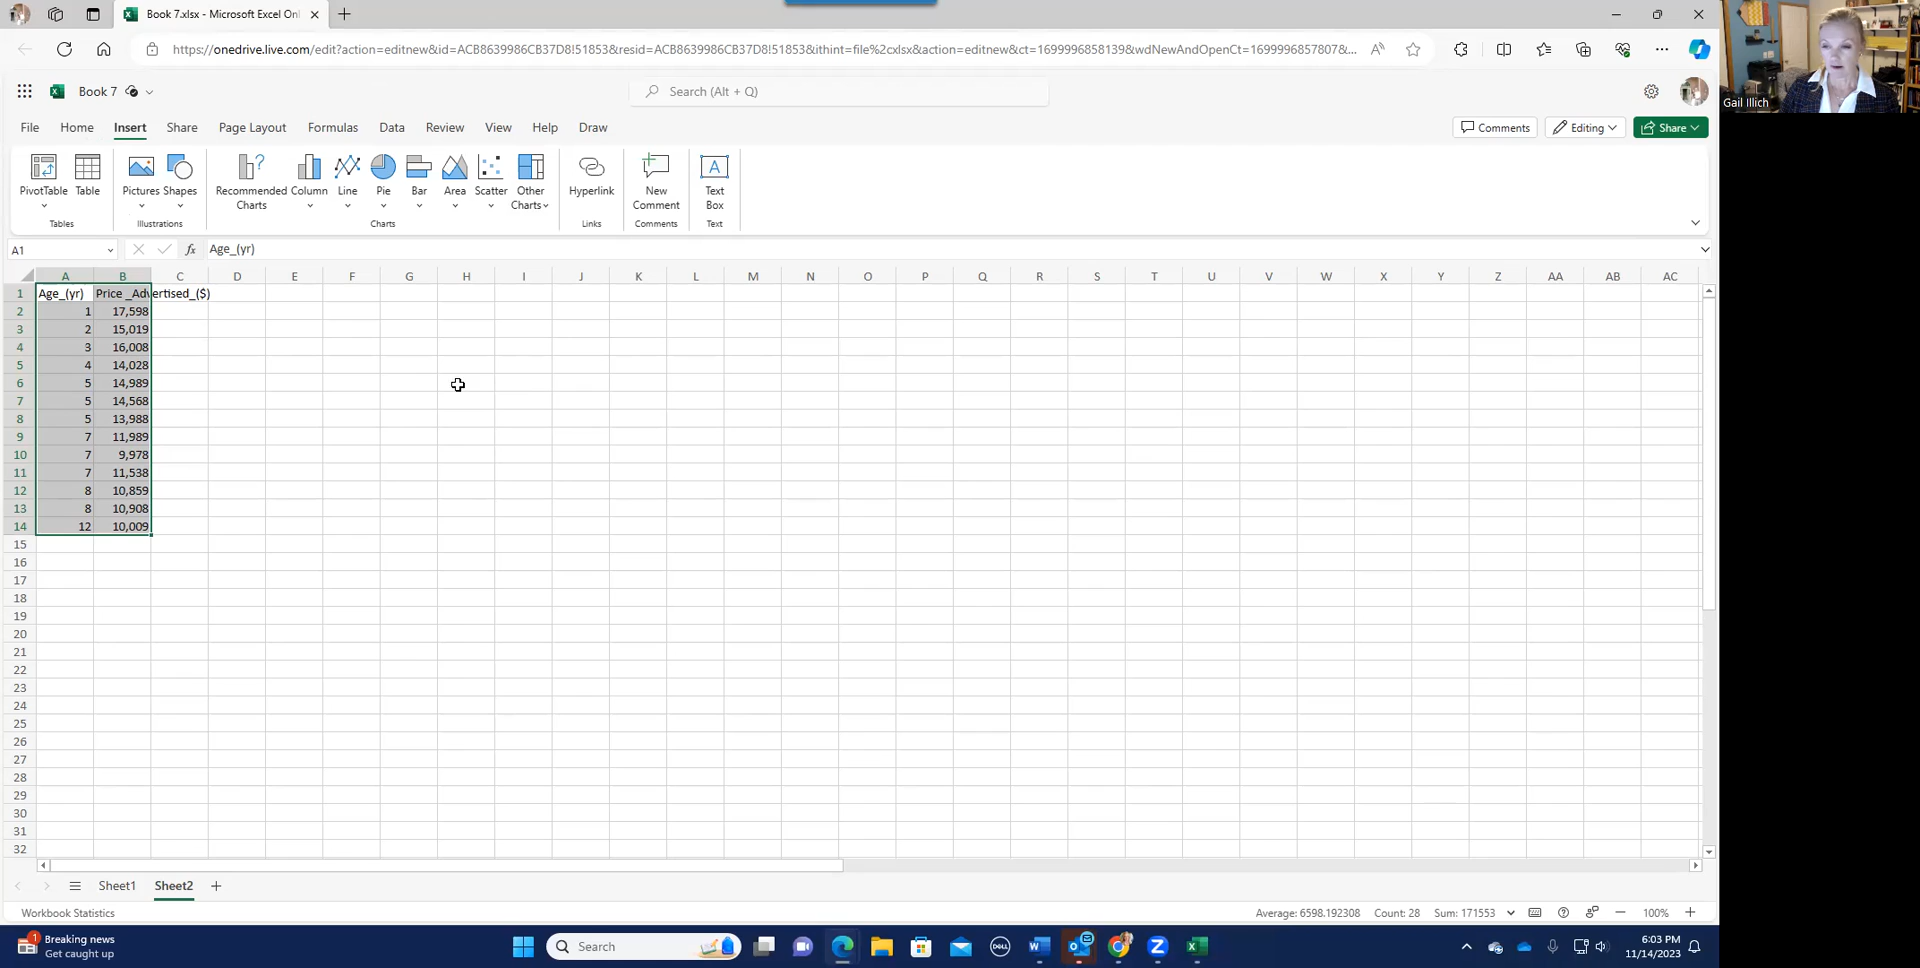 Book 7.xlsx - Microsoft Excel Onl
https://onedrive.live.com/edit?action=editnew&id=ACB8639986CB37D8!51853&resid=ACB8639986CB37D8!51853&ithint=file%2cxlsx&action=editnew&ct=1699996858139&wdNewAndOpenCt=1699996857807&...
Gail Illich
Book 7
Search (Alt + Q)
File Home Insert Share Page Layout Formulas Data Review View Help Draw
Comments Editing Share
PivotTable Table Pictures Shapes Recommended Charts Column Line Pie Bar Area Scatter Other Charts Hyperlink New Comment Text Box
Tables Illustrations Charts Links Comments Text
A1 fx Age_(yr)
A B C D E F G H I J K L M N O P Q R S T U V W X Y Z AA AB AC
1 Age_(yr) Price _Advertised_($)
2 1 17,598
3 2 15,019
4 3 16,008
5 4 14,028
6 5 14,989
7 5 14,568
8 5 13,988
9 7 11,989
10 7 9,978
11 7 11,538
12 8 10,859
13 8 10,908
14 12 10,009
15
16
17
18
19
20
21
22
23
24
25
26
27
28
29
30
31
32
Sheet1 Sheet2
Workbook Statistics Average: 6598.192308 Count: 28 Sum: 171553 100%
1 Breaking news
Get caught up
Search
DELL
6:03 PM
11/14/2023